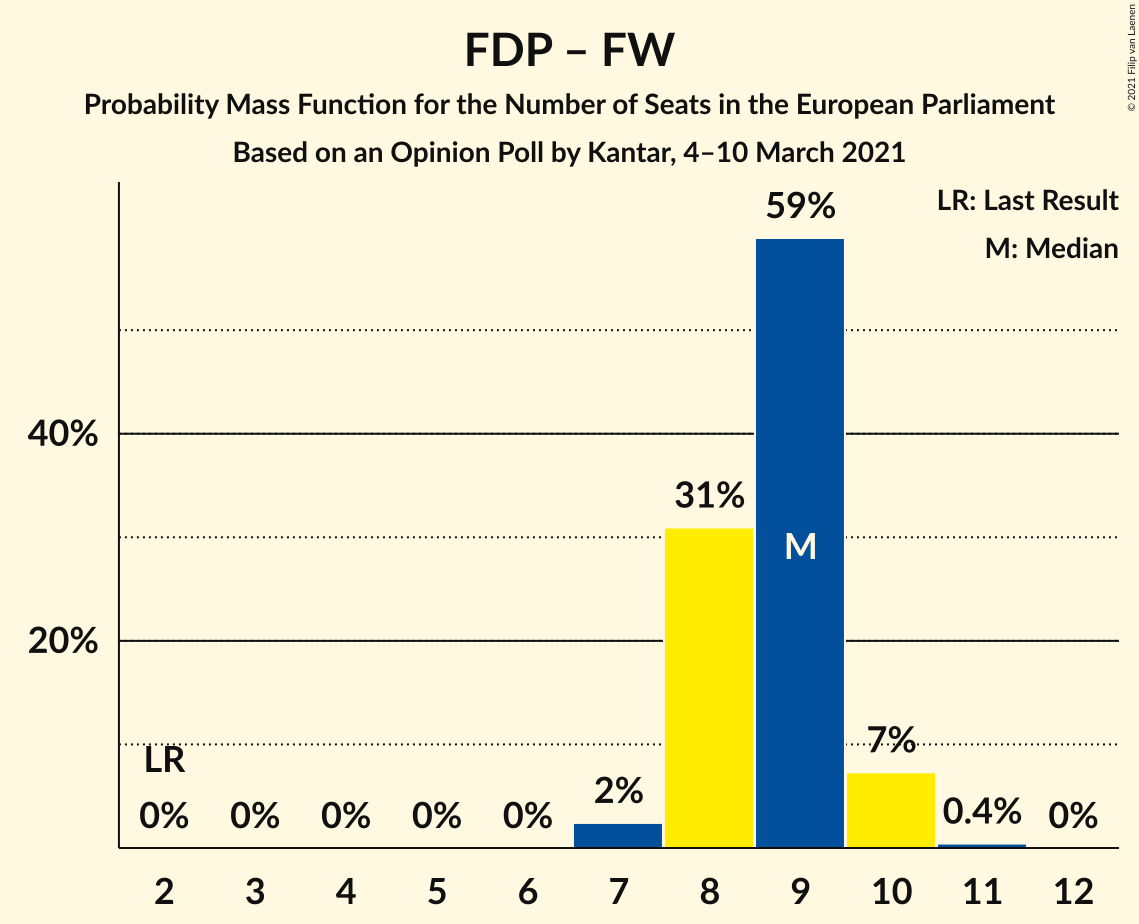 FDP – FW
Probability Mass Function for the Number of Seats in the European Parliament
Based on an Opinion Poll by Kantar, 4–10 March 2021
© 2021 Filip van Laenen
LR: Last Result
M: Median
59%
40%
31%
M
20%
LR
7%
2%
0% 0% 0% 0% 0% 0.4% 0%
2 3 4 5 6 7 8 9 10 11 12